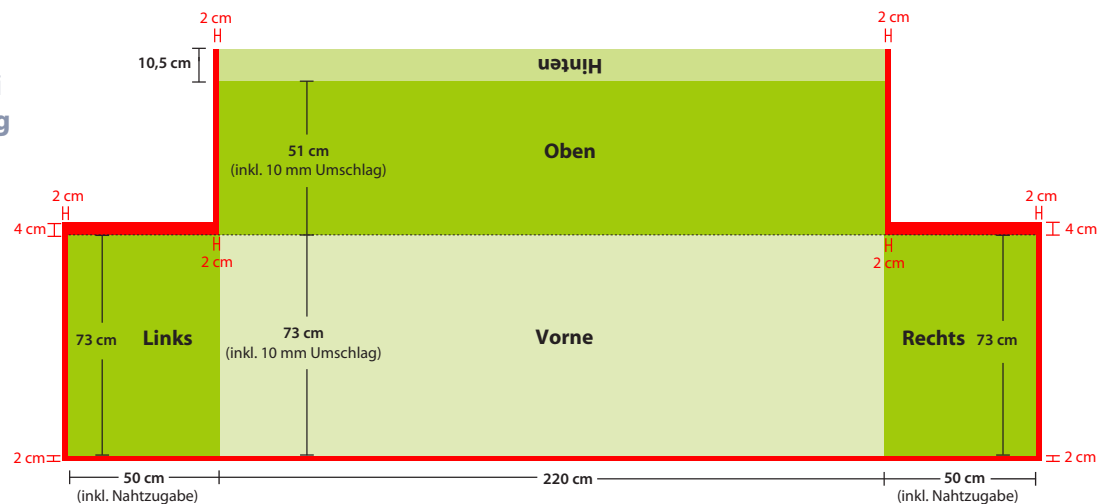 2 cm
2 cm
10,5 cm
Hinten
g
51 cm
(inkl. 10 mm Umschlag)
Oben
2 cm
2 cm
4 cm
4 cm
2 cm
2 cm
73 cm
Links
73 cm
(inkl. 10 mm Umschlag)
Vorne
Rechts
73 cm
2 cm
2 cm
50 cm
(inkl. Nahtzugabe)
220 cm
50 cm
(inkl. Nahtzugabe)